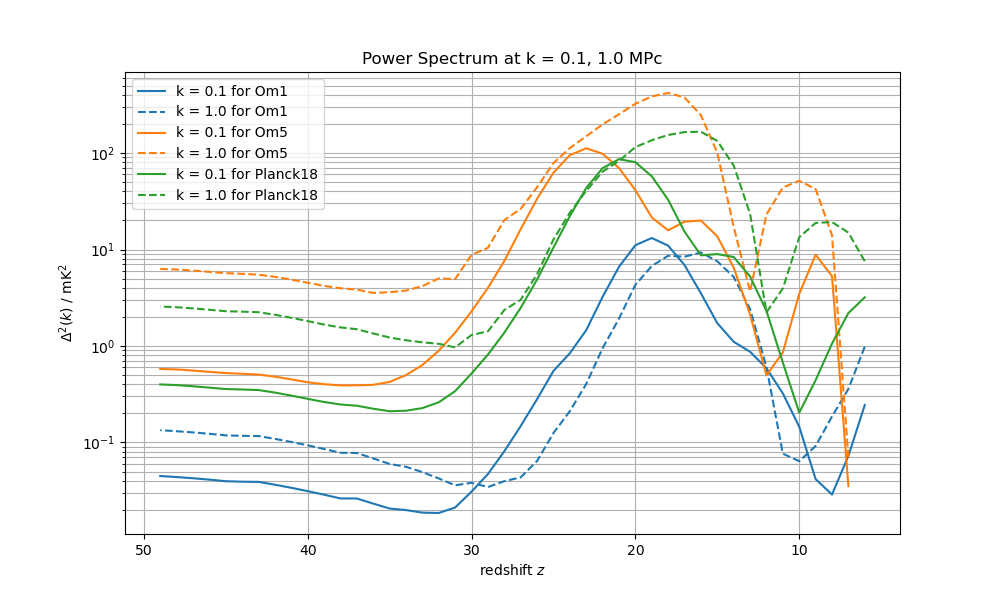 Power Spectrum at k = 0.1, 1.0 MPc
k = 0.1 for Om1
k = 1.0 for Om1
k = 0.1 for Om5
k = 1.0 for Om5
k = 0.1 for Planck18
k = 1.0 for Planck18
Δ²(k) / mK²
10²
10¹
10⁰
10⁻¹
50 40 30 20 10
redshift z